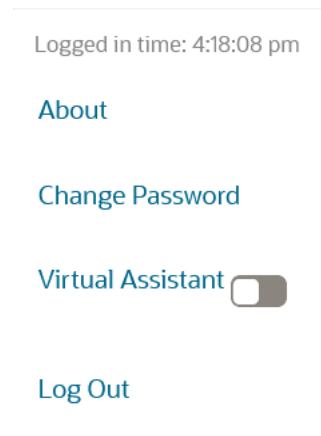 Logged in time: 4:18:08 pm
About
Change Password
Virtual Assistant
Log Out